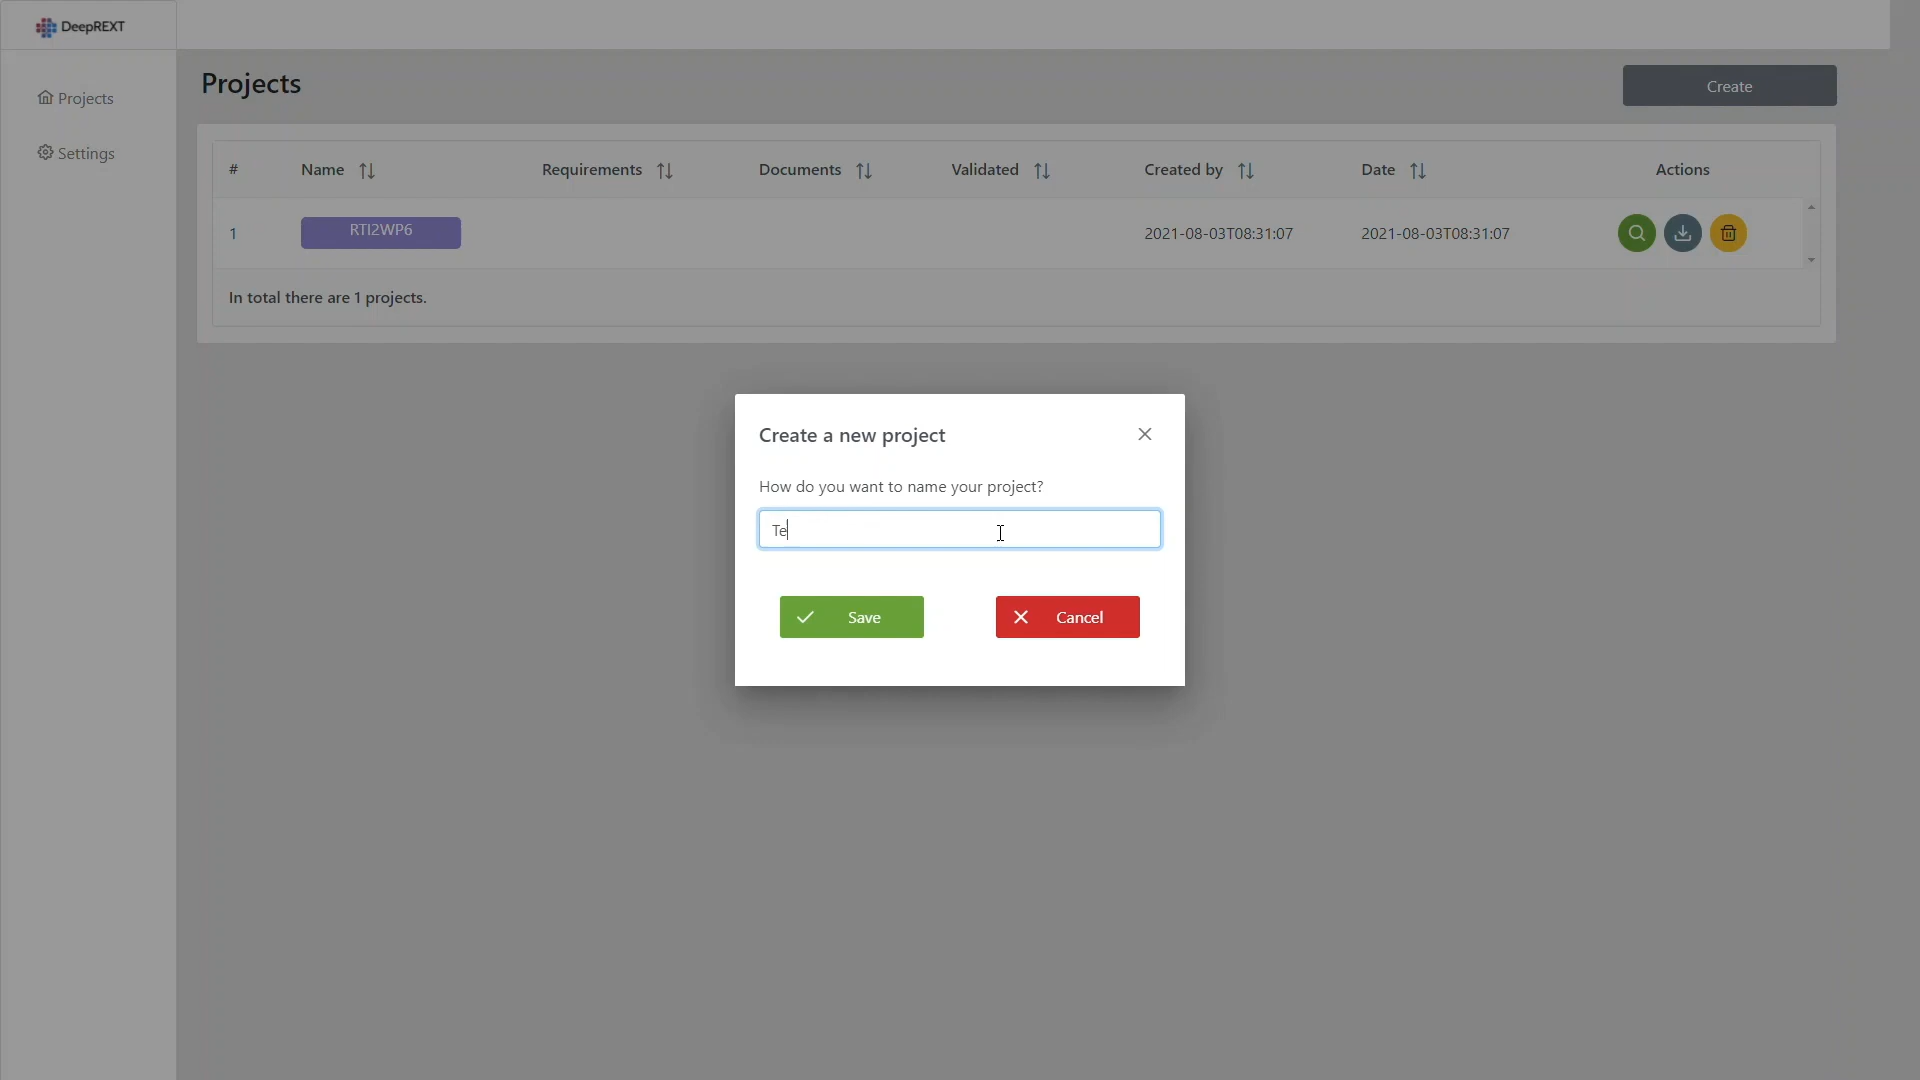 DeepREXT
Projects
Settings
Projects
Create
# Name Requirements Documents Validated Created by Date Actions
1 RTI2WP6 2021-08-03T08:31:07 2021-08-03T08:31:07
In total there are 1 projects.
Create a new project
How do you want to name your project?
Te
Save
Cancel